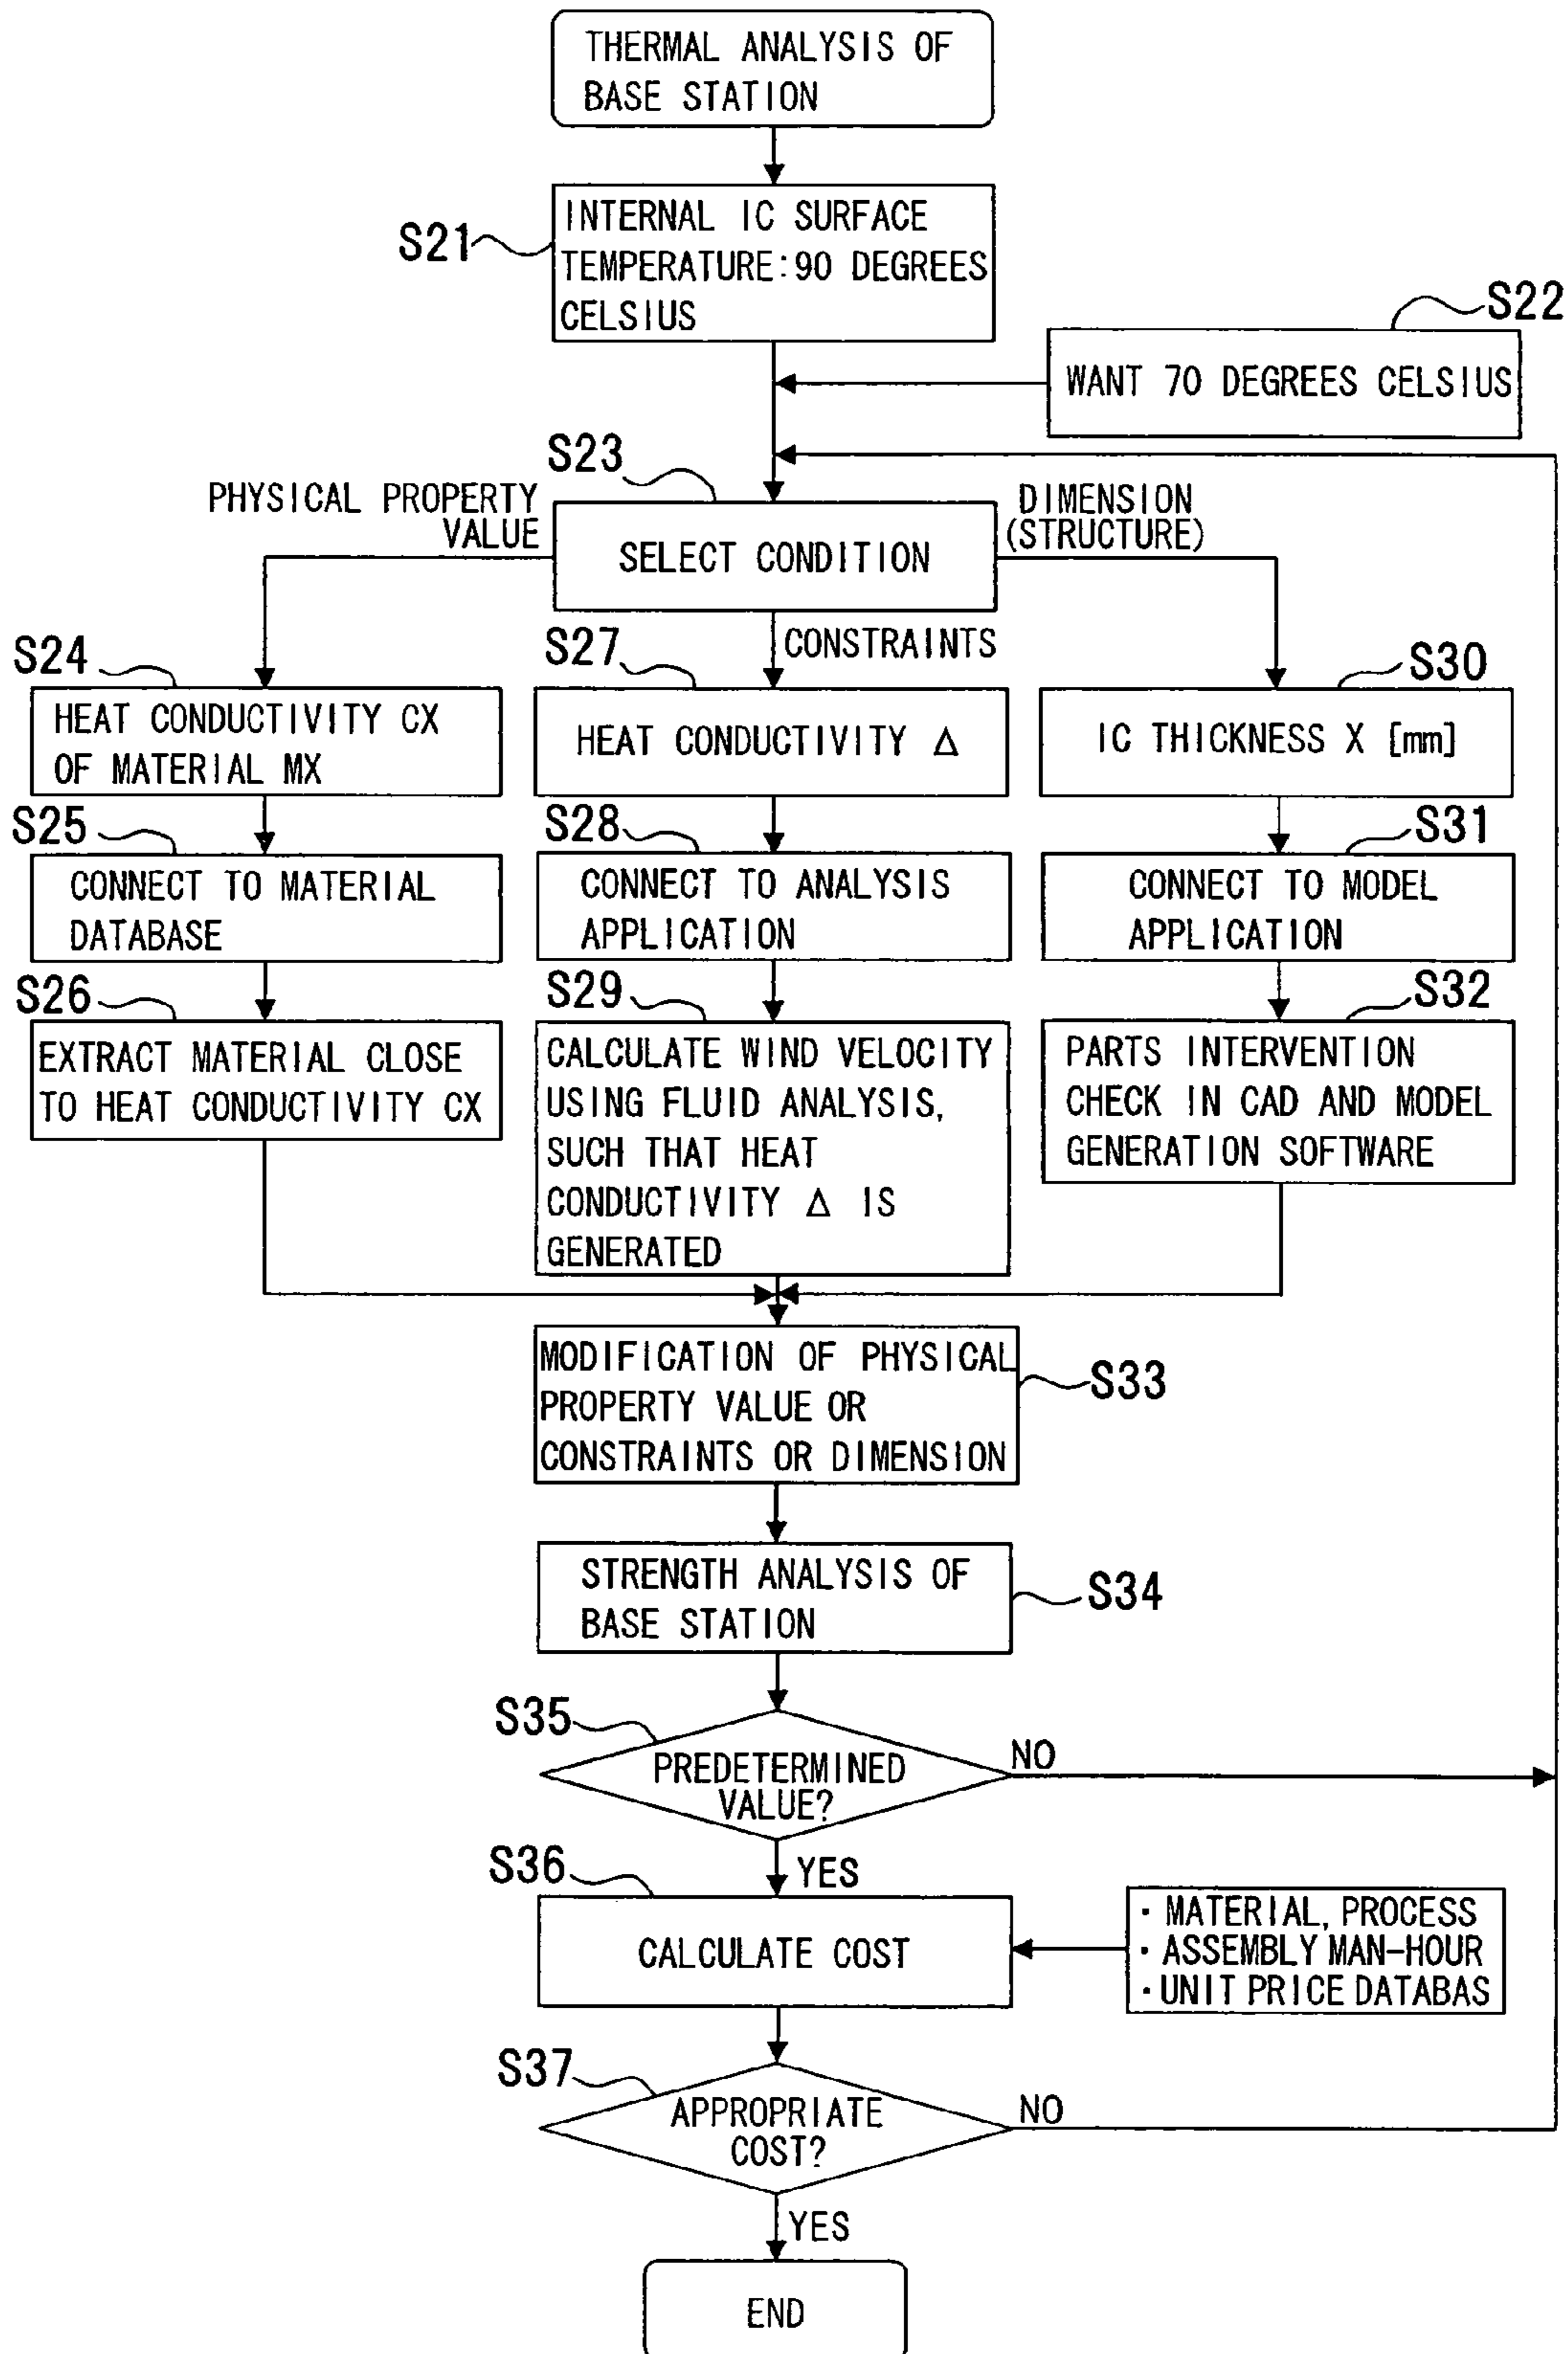 THERMAL ANALYSIS OF
BASE STATION
S21
INTERNAL IC SURFACE
TEMPERATURE:90 DEGREES
CELSIUS
S22
WANT 70 DEGREES CELSIUS
S23
PHYSICAL PROPERTY
VALUE
SELECT CONDITION
DIMENSION
(STRUCTURE)
CONSTRAINTS
S24
HEAT CONDUCTIVITY CX
OF MATERIAL MX
S27
HEAT CONDUCTIVITY Δ
S30
IC THICKNESS X [mm]
S25
CONNECT TO MATERIAL
DATABASE
S28
CONNECT TO ANALYSIS
APPLICATION
S31
CONNECT TO MODEL
APPLICATION
S26
EXTRACT MATERIAL CLOSE
TO HEAT CONDUCTIVITY CX
S29
CALCULATE WIND VELOCITY
USING FLUID ANALYSIS,
SUCH THAT HEAT
CONDUCTIVITY Δ IS
GENERATED
S32
PARTS INTERVENTION
CHECK IN CAD AND MODEL
GENERATION SOFTWARE
MODIFICATION OF PHYSICAL
PROPERTY VALUE OR
CONSTRAINTS OR DIMENSION
S33
STRENGTH ANALYSIS OF
BASE STATION
S34
S35
PREDETERMINED
VALUE?
NO
YES
S36
CALCULATE COST
· MATERIAL, PROCESS
· ASSEMBLY MAN-HOUR
· UNIT PRICE DATABAS
S37
APPROPRIATE
COST?
NO
YES
END